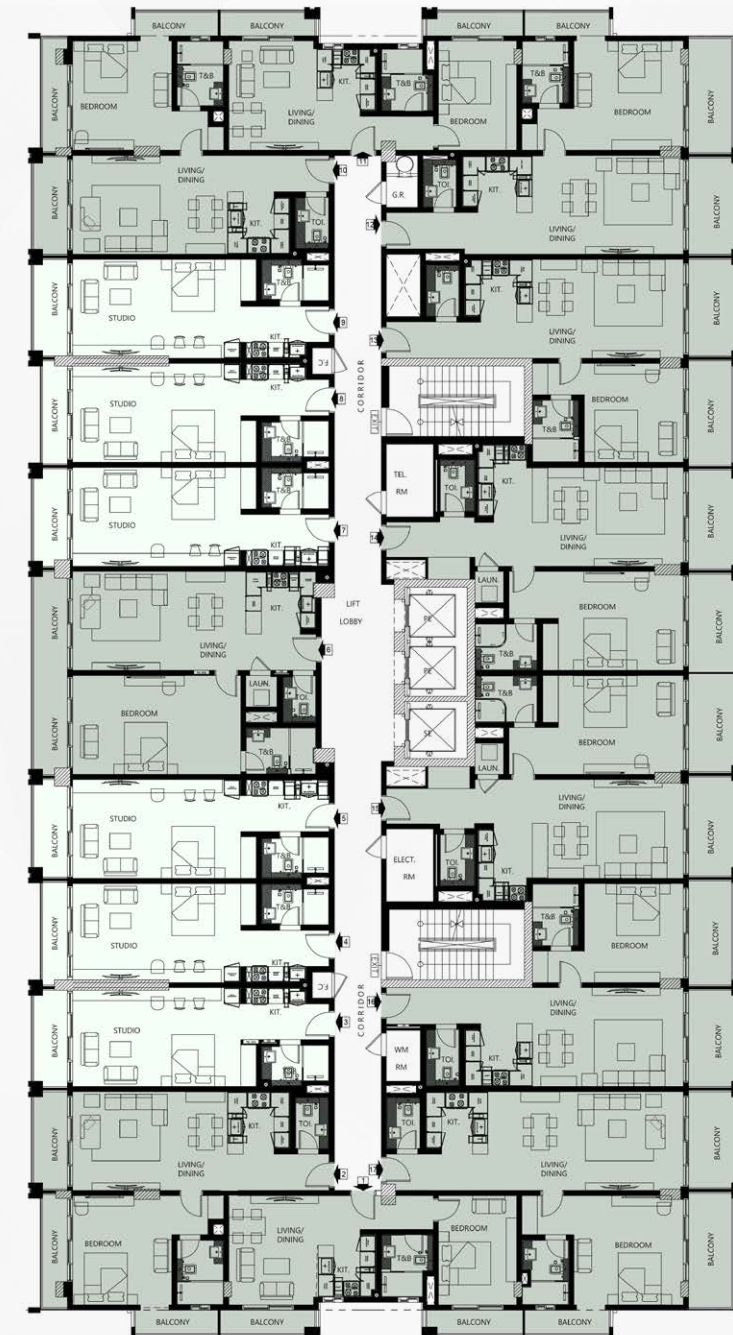 BALCONY
BALCONY
BALCONY
BALCONY
BALCONY
BEDROOM
T&B
LIVING/
DINING
KIT.
T&B
BEDROOM
T&B
BEDROOM
BALCONY
11
BALCONY
LIVING/
DINING
KIT.
TOI.
10
G.R.
TOI.
KIT.
LIVING/
DINING
BALCONY
12
BALCONY
STUDIO
T&B
KIT.
9
F.C
13
TOI.
KIT.
LIVING/
DINING
BALCONY
CORRIDOR
BALCONY
STUDIO
KIT.
T&B
8
EXIT
T&B
BEDROOM
BALCONY
BALCONY
STUDIO
T&B
KIT.
7
TEL.
RM
TOI.
KIT.
LIVING/
DINING
BALCONY
14
BALCONY
LIVING/
DINING
KIT.
6
LIFT
LOBBY
PE
LAUN.
T&B
BEDROOM
BALCONY
BALCONY
BEDROOM
LAUN.
TOI.
T&B
PE
SE
T&B
LAUN.
BEDROOM
BALCONY
BALCONY
STUDIO
KIT.
T&B
5
15
ELECT.
RM
TOI.
KIT.
LIVING/
DINING
BALCONY
BALCONY
STUDIO
T&B
KIT.
4
F.C
EXIT
T&B
BEDROOM
BALCONY
CORRIDOR
BALCONY
STUDIO
KIT.
T&B
3
16
WM
RM
TOI.
KIT.
LIVING/
DINING
BALCONY
BALCONY
LIVING/
DINING
KIT.
TOI.
2
17
TOI.
KIT.
LIVING/
DINING
BALCONY
1
BALCONY
BEDROOM
T&B
LIVING/
DINING
KIT.
T&B
BEDROOM
T&B
BEDROOM
BALCONY
BALCONY
BALCONY
BALCONY
BALCONY